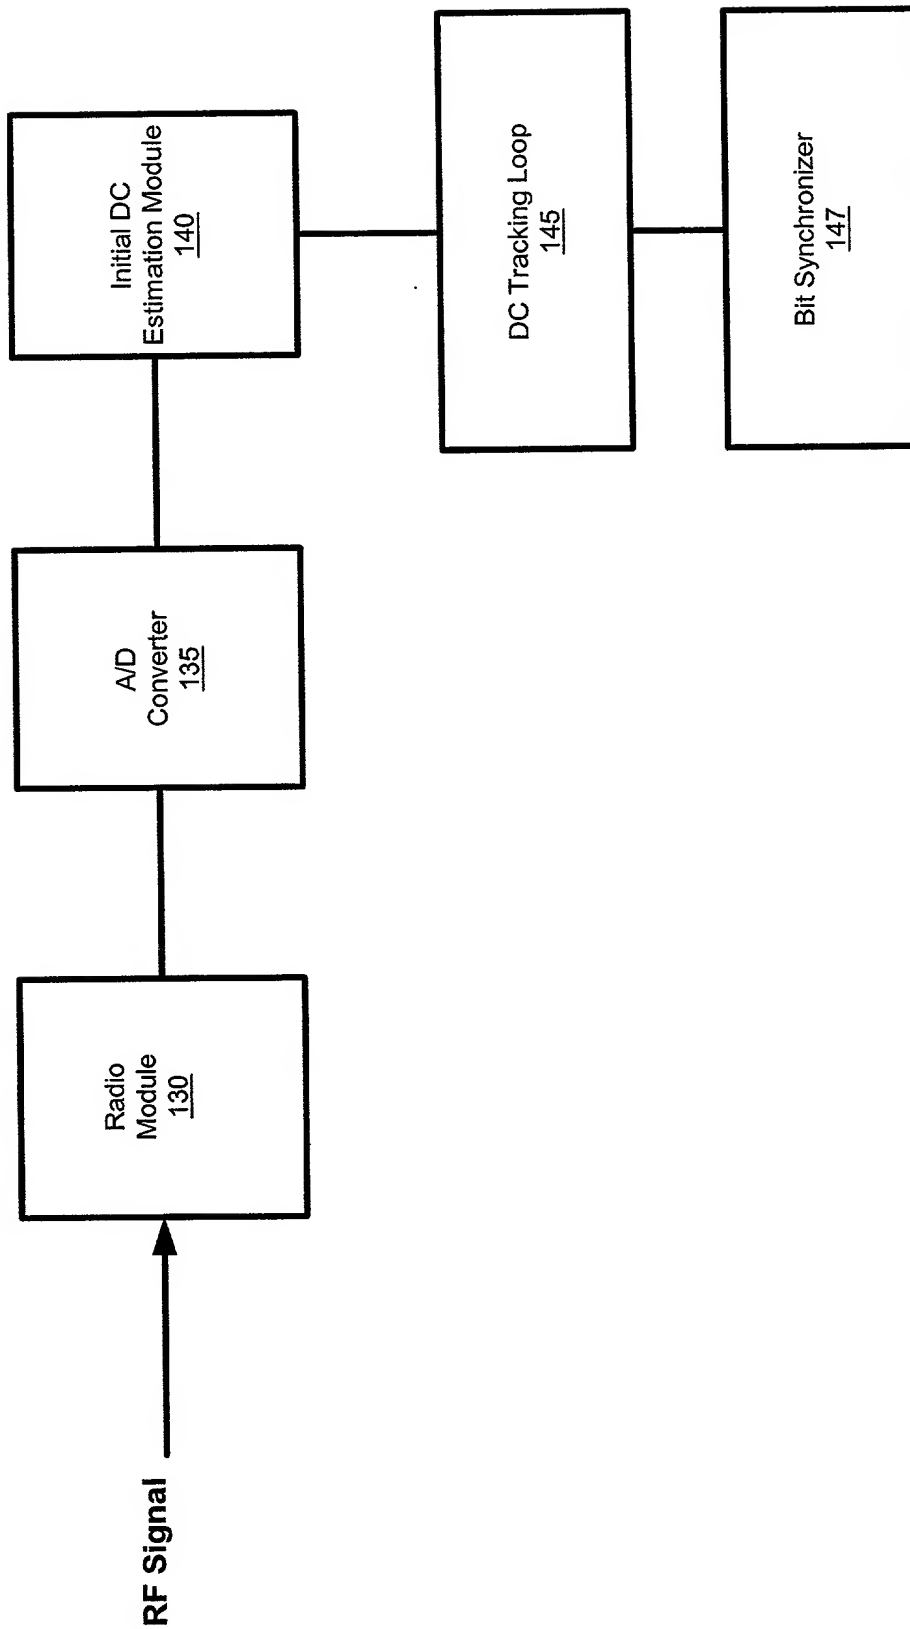 RF Signal
Radio
Module
130
A/D
Converter
135
Initial DC
Estimation Module
140
DC Tracking Loop
145
Bit Synchronizer
147